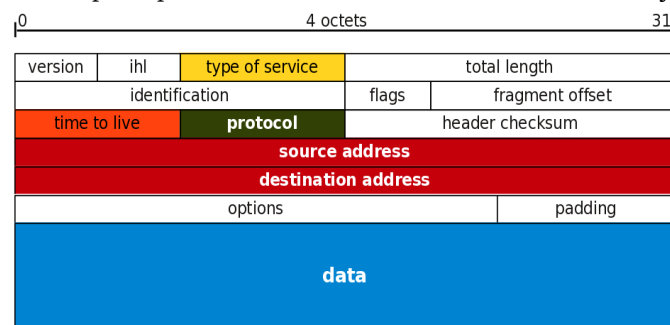 0 4 octets 31
version ihl type of service total length
identification flags fragment offset
time to live protocol header checksum
source address
destination address
options padding
data